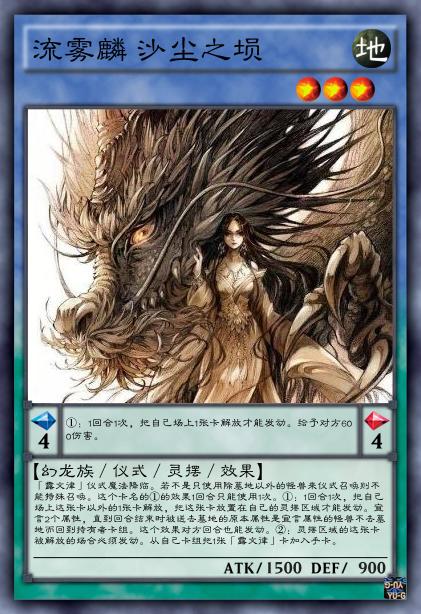 流雾麟 沙尘之埙
地
①：1回合1次，把自己场上1张卡解放才能发动。给予对方60
0伤害。
4
4
【幻龙族／仪式／灵摆／效果】
「露火津」仪式魔法降临。若不是只使用除墓地以外的怪兽来仪式召唤则不
能特殊召唤。这个卡名的①的效果1回合只能使用1次。①：1回合1次，把自己
场上这张卡以外的1张卡解放，把这张卡放置在自己的灵摆区域才能发动。宣
言2个属性，直到回合结束时被送去墓地的原本属性是宣言属性的怪兽不去墓
地而回到持有者卡组。这个效果对方回合也能发动。②：灵摆区域的这张卡
被解放的场合必须发动。从自己卡组把1张「露火津」卡加入手卡。
ATK/1500 DEF/ 900
YU-G